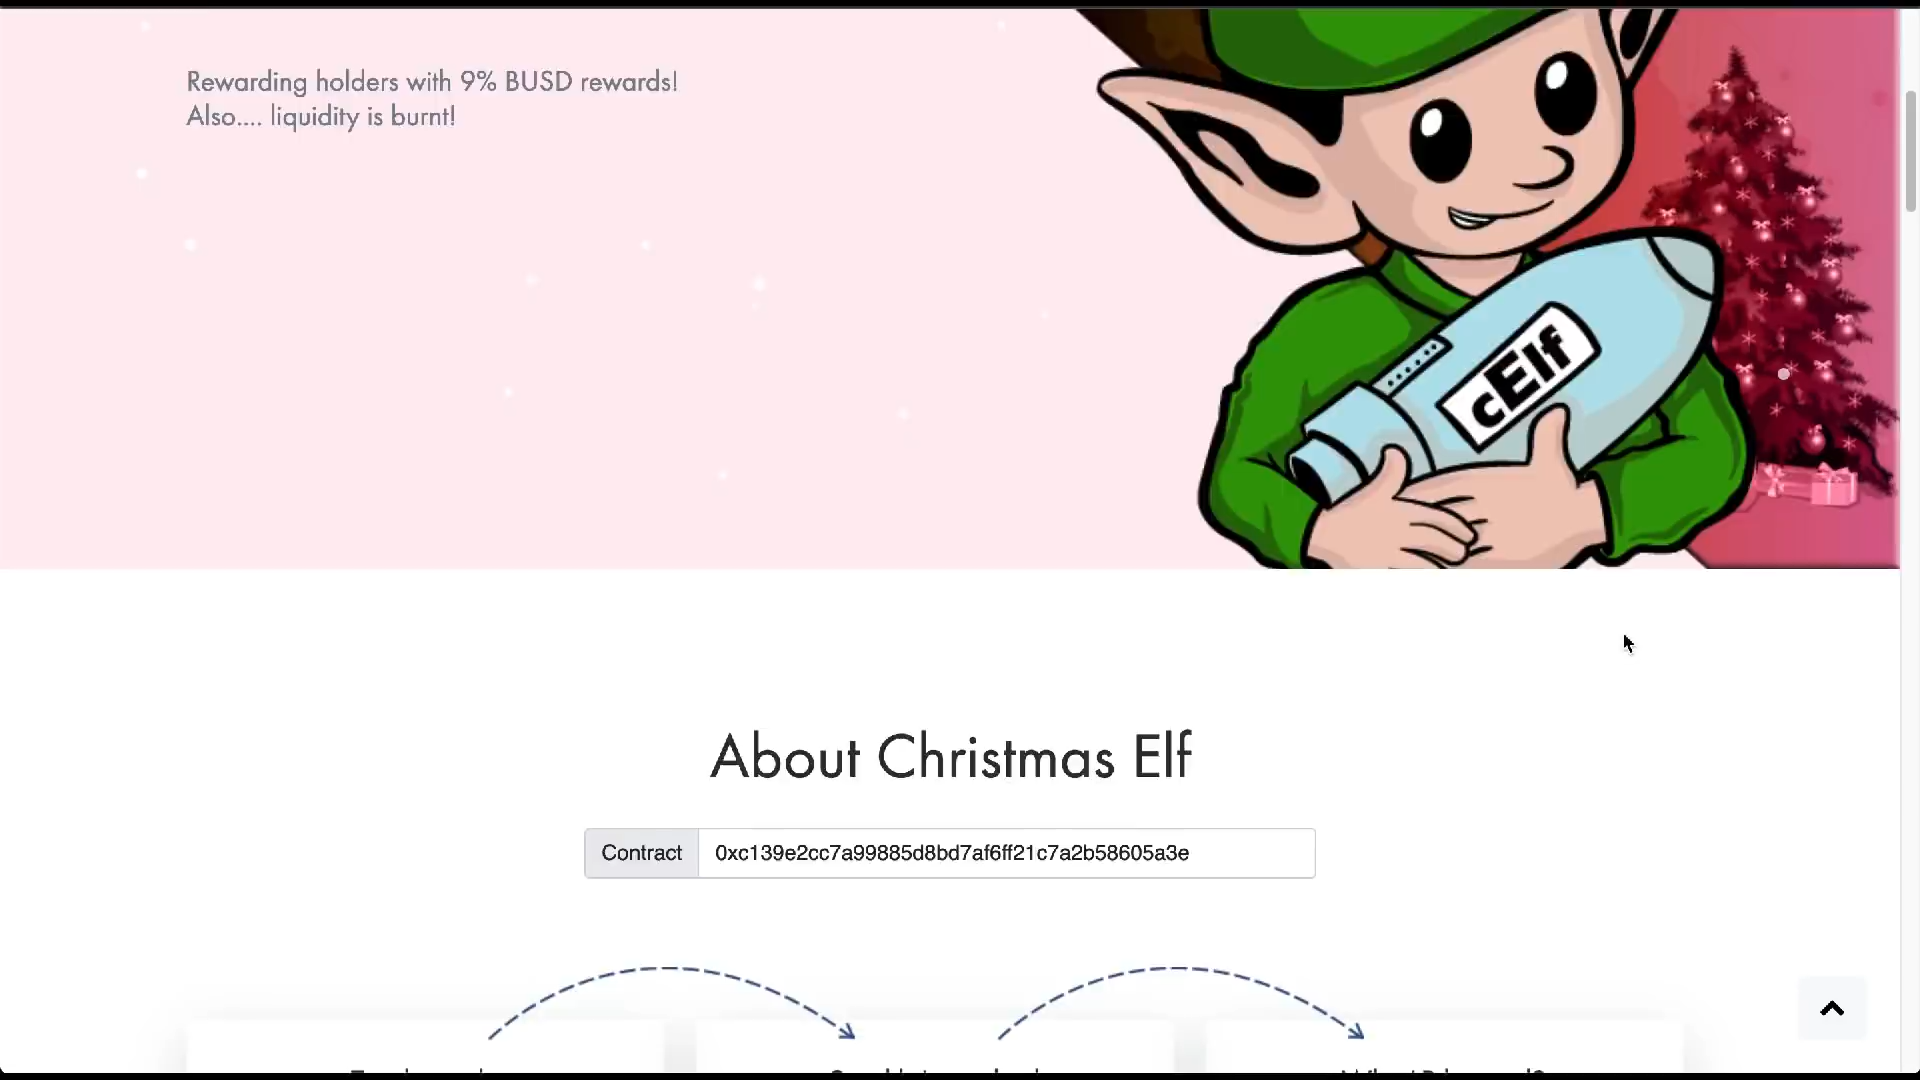 Rewarding holders with 9% BUSD rewards!
Also.... liquidity is burnt!
cElf
About Christmas Elf
Contract 0xc139e2cc7a99885d8bd7af6ff21c7a2b58605a3e